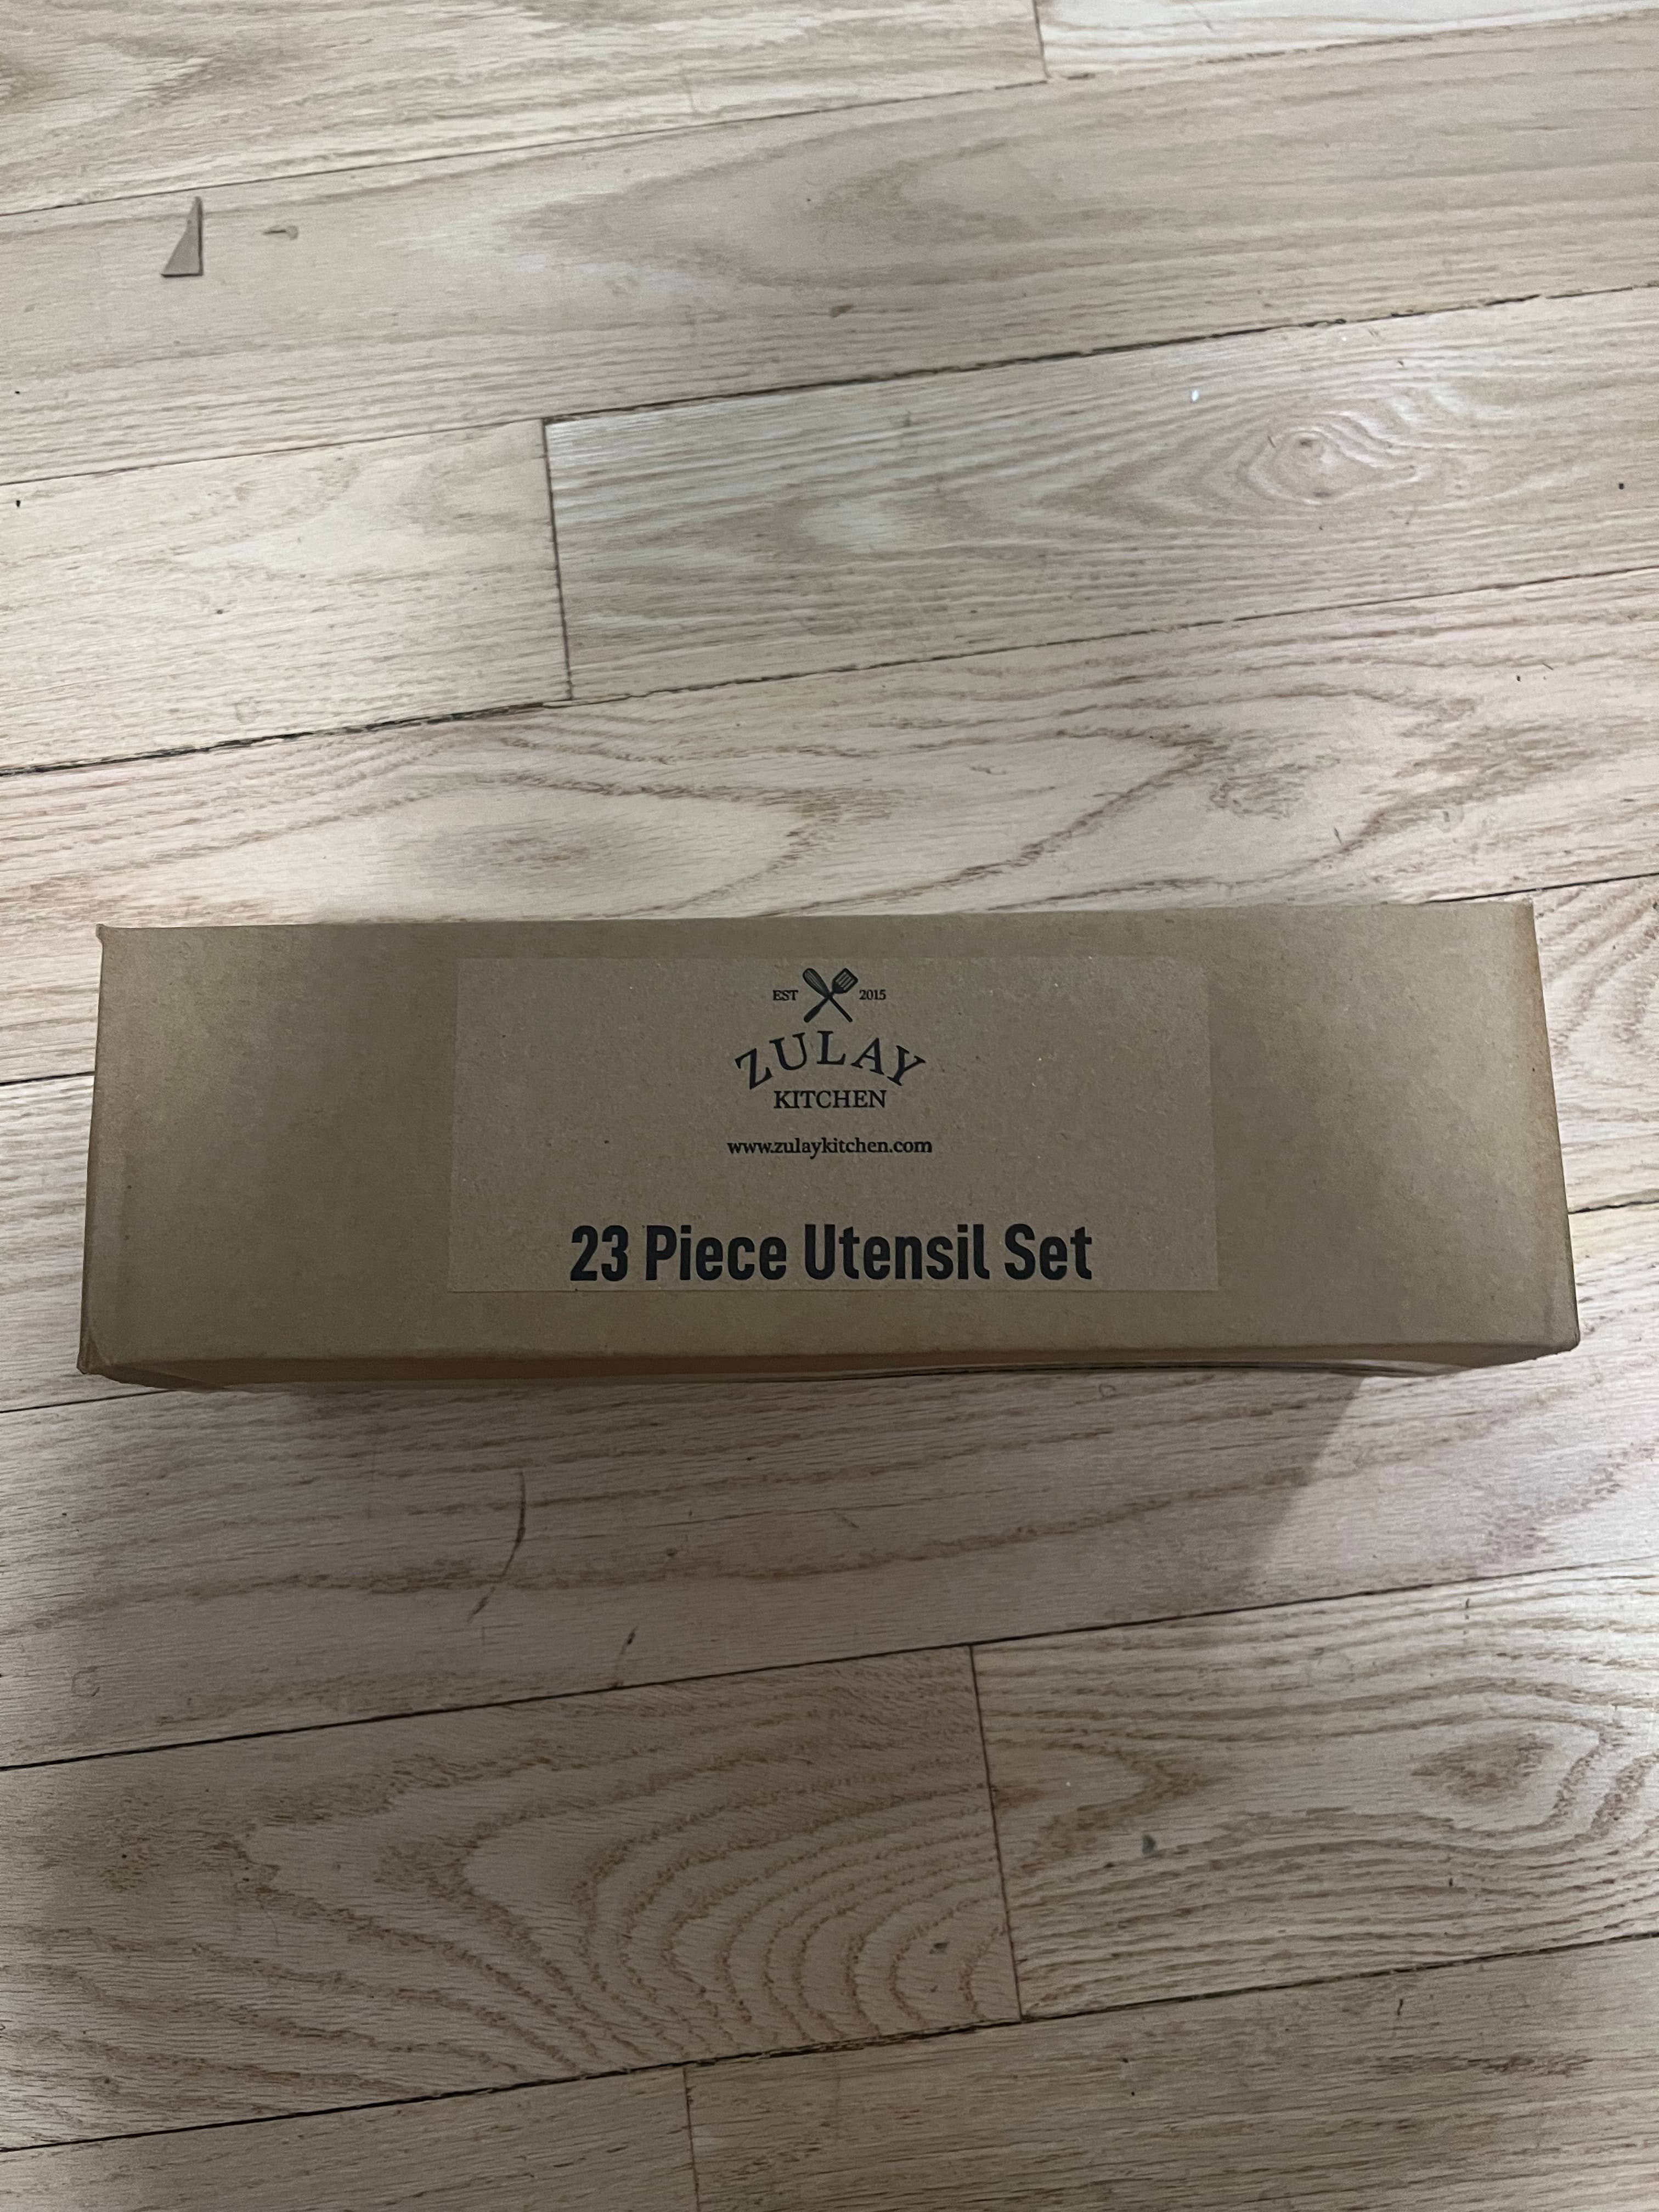 EST 2015
ZULAY
KITCHEN
www.zulaykitchen.com
23 Piece Utensil Set